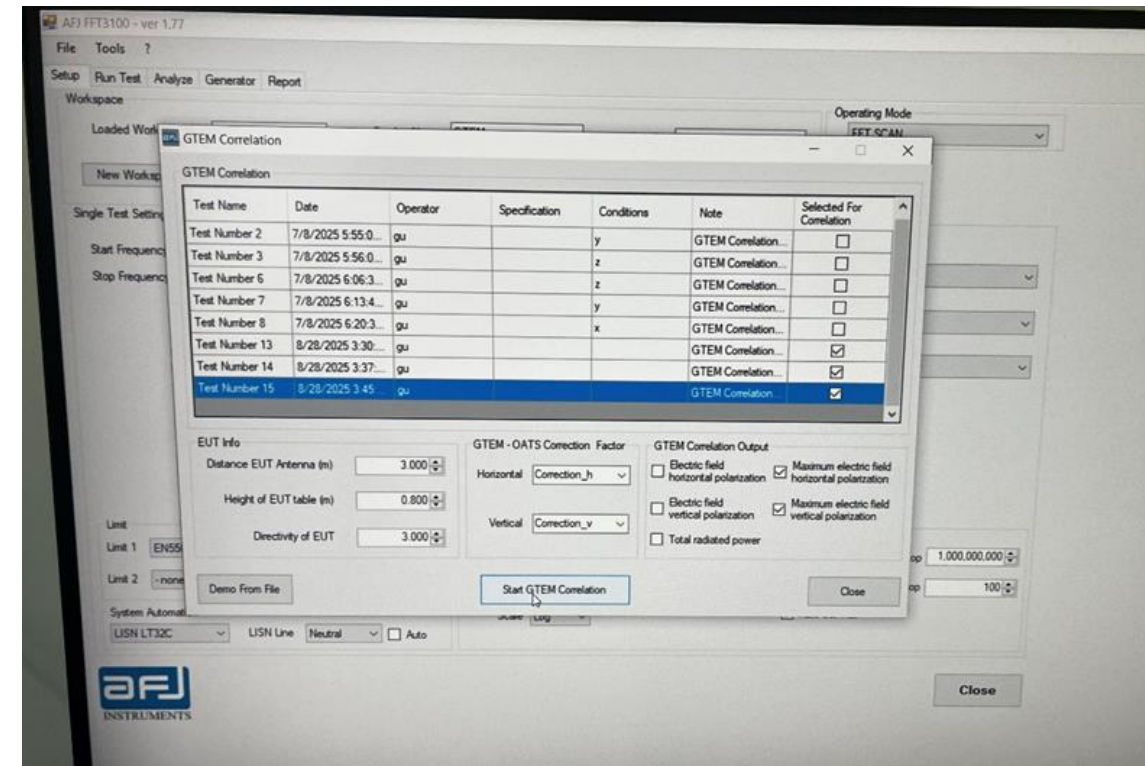 AFJ FFT3100 - ver 1.77
File Tools ?
Setup Run Test Analyze Generator Report
Workspace
Operating Mode
Loaded Work
FFT SCAN
GTEM Correlation
New Worksp
GTEM Correlation
Test Name Date Operator Specification Conditions Note Selected For Correlation
Test Number 2 7/8/2025 5:55:0... gu y GTEM Correlation...
Single Test Setting
Test Number 3 7/8/2025 5:56:0... gu z GTEM Correlation...
Start Frequency
Test Number 6 7/8/2025 6:06:3... gu z GTEM Correlation...
Stop Frequency
Test Number 7 7/8/2025 6:13:4... gu y GTEM Correlation...
Test Number 8 7/8/2025 6:20:3... gu x GTEM Correlation...
Test Number 13 8/28/2025 3:30:... gu GTEM Correlation...
Test Number 14 8/28/2025 3:37:... gu GTEM Correlation...
Test Number 15 8/28/2025 3:45... gu GTEM Correlation...
EUT Info
Distance EUT Antenna (m) 3.000
Height of EUT table (m) 0.800
Directivity of EUT 3.000
GTEM - OATS Correction Factor
Horizontal Correction_h
Vertical Correction_v
GTEM Correlation Output
Electric field horizontal polarization
Maximum electric field horizontal polarization
Electric field vertical polarization
Maximum electric field vertical polarization
Total radiated power
Limit
Limit 1 EN55
op 1,000,000,000
Limit 2 -none
Demo From File
Start GTEM Correlation
Close
op 100
System Automati
LISN LT32C LISN Line Neutral Auto
Scale Log
afj
INSTRUMENTS
Close